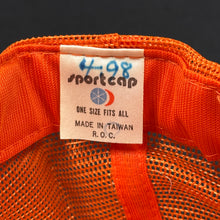 4-98
sportcap
ONE SIZE FITS ALL
MADE IN TAIWAN
R.O.C.